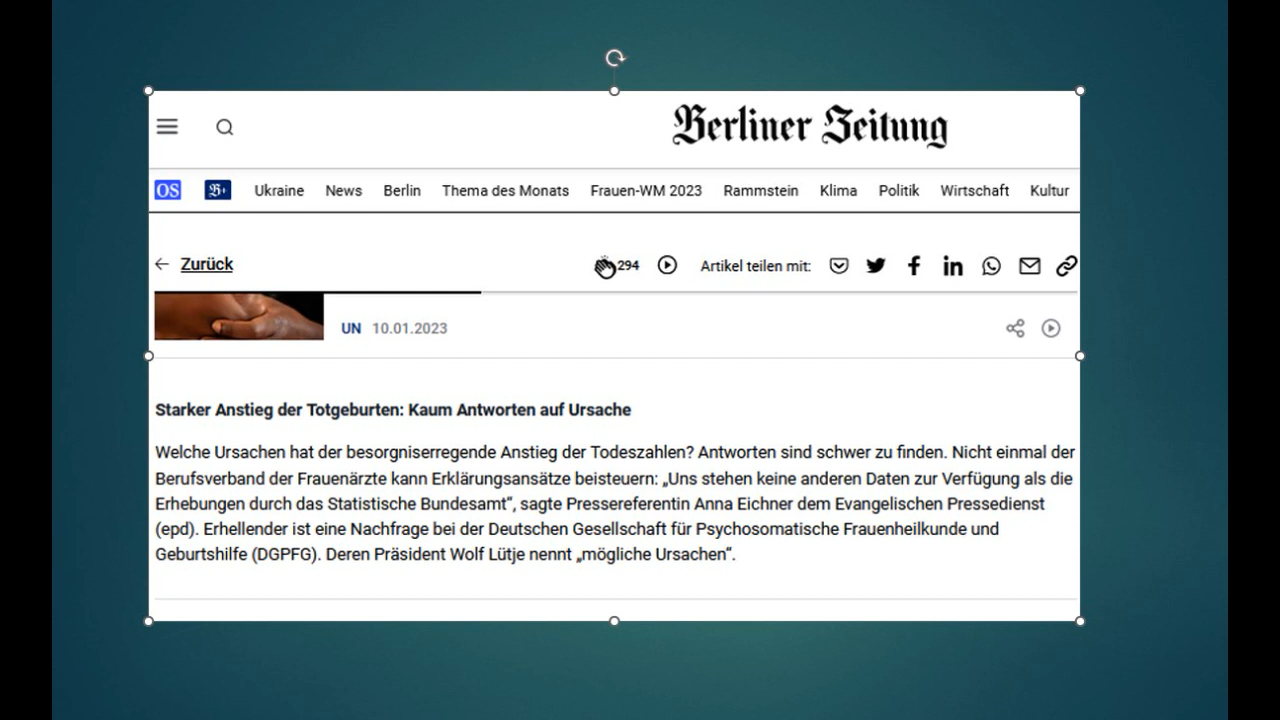 Berliner Zeitung
OS B+ Ukraine News Berlin Thema des Monats Frauen-WM 2023 Rammstein Klima Politik Wirtschaft Kultur
Zurück 294 Artikel teilen mit:
UN 10.01.2023
Starker Anstieg der Totgeburten: Kaum Antworten auf Ursache
Welche Ursachen hat der besorgniserregende Anstieg der Todeszahlen? Antworten sind schwer zu finden. Nicht einmal der
Berufsverband der Frauenärzte kann Erklärungsansätze beisteuern: „Uns stehen keine anderen Daten zur Verfügung als die
Erhebungen durch das Statistische Bundesamt“, sagte Pressereferentin Anna Eichner dem Evangelischen Pressedienst
(epd). Erhellender ist eine Nachfrage bei der Deutschen Gesellschaft für Psychosomatische Frauenheilkunde und
Geburtshilfe (DGPFG). Deren Präsident Wolf Lütje nennt „mögliche Ursachen“.